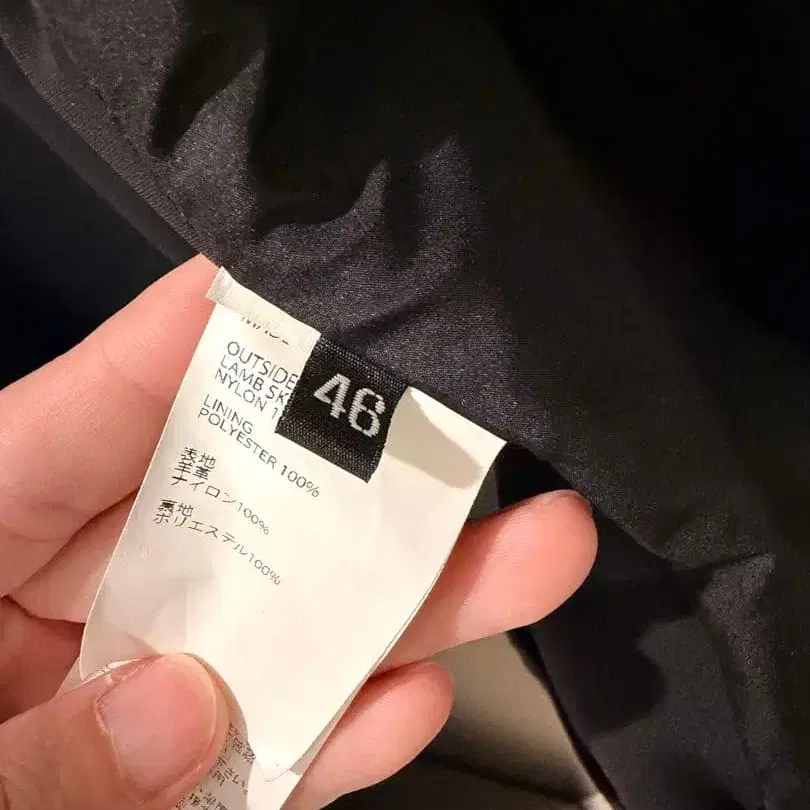 MADE
OUTSIDE
LAMB SK
NYLON 1
46
LINING
POLYESTER 100%
表地
羊革
ナイロン100%
裏地
ポリエステル100%